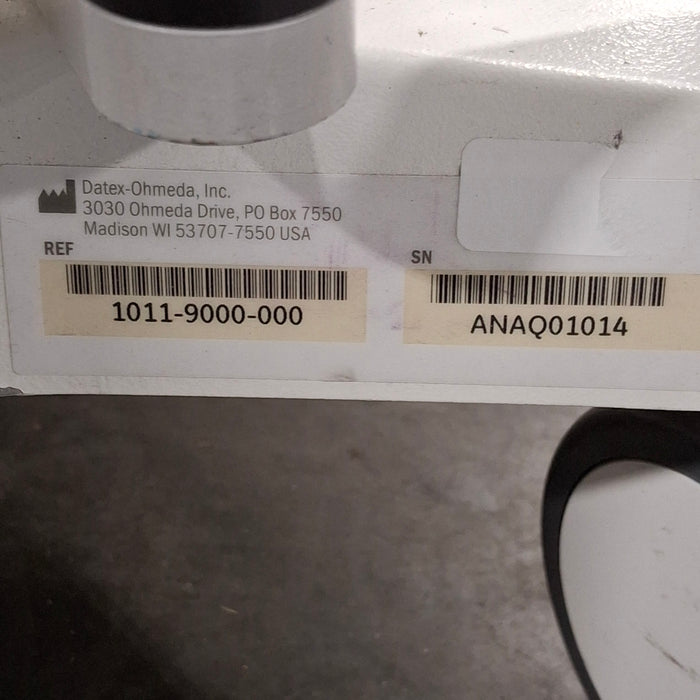 Datex-Ohmeda, Inc.
3030 Ohmeda Drive, PO Box 7550
Madison WI 53707-7550 USA
REF
1011-9000-000
SN
ANAQ01014